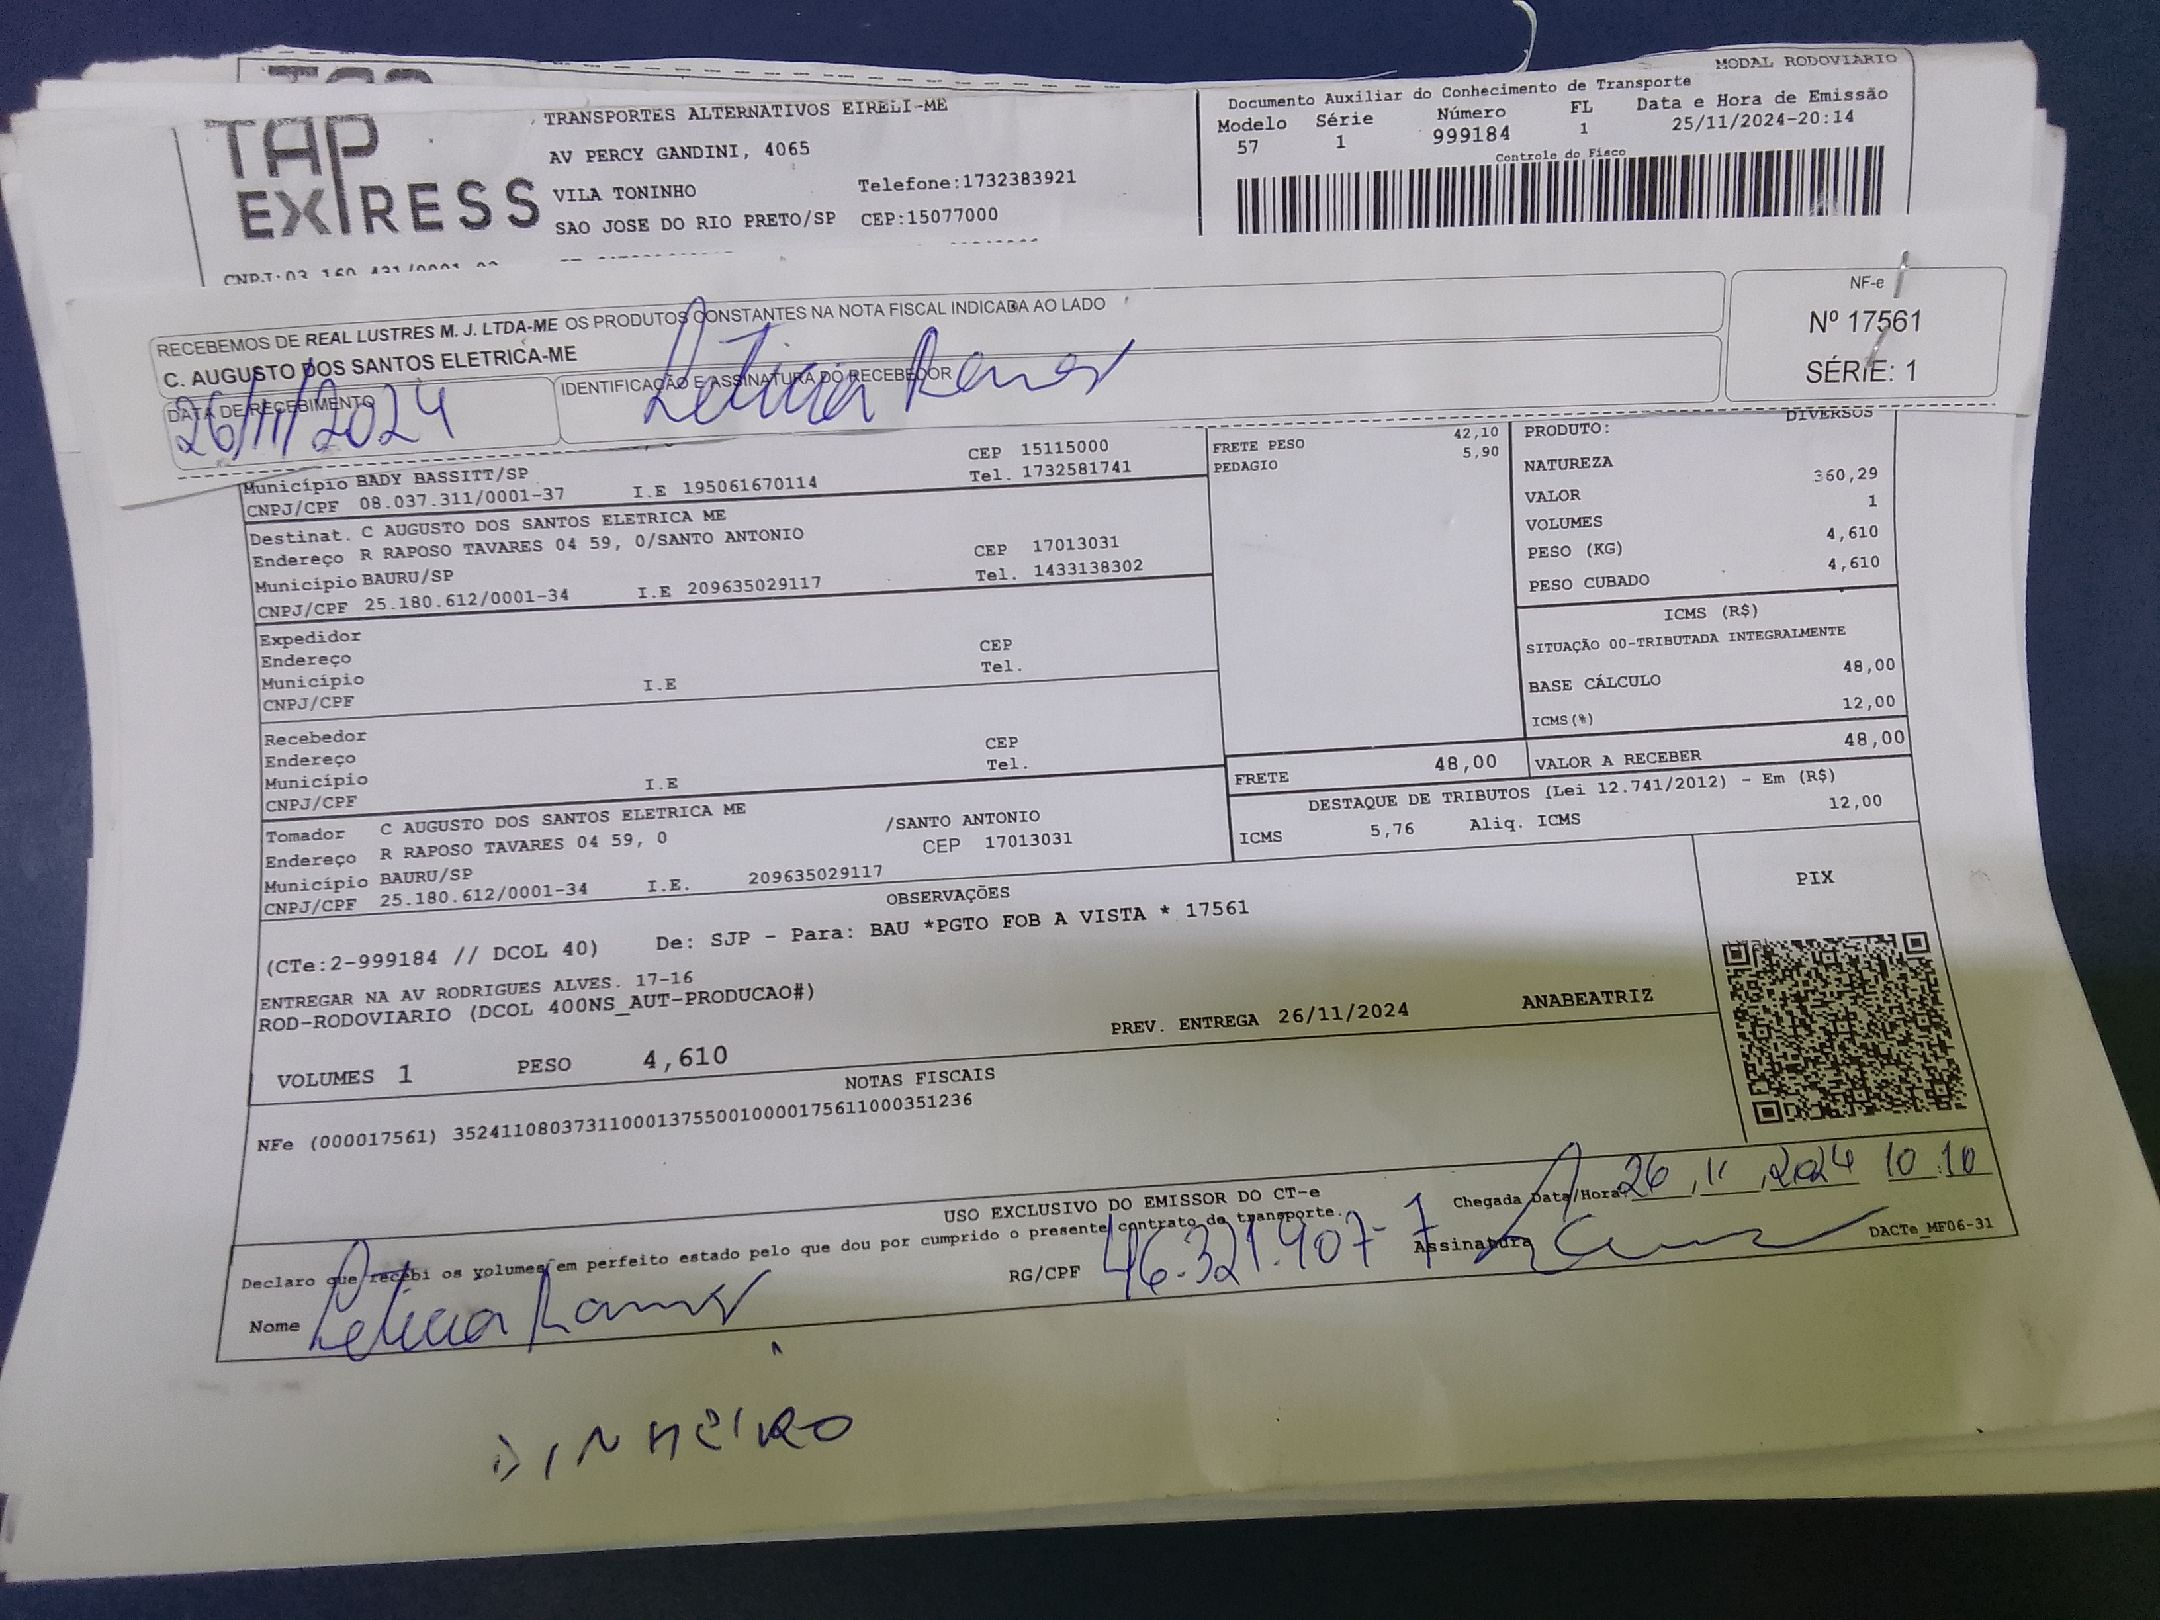 MODAL RODOVIARIO
TAP EXPRESS
TRANSPORTES ALTERNATIVOS EIRELI-ME
AV PERCY GANDINI, 4065
VILA TONINHO Telefone:1732383921
SAO JOSE DO RIO PRETO/SP CEP:15077000
Documento Auxiliar do Conhecimento de Transporte
Modelo Série Número FL Data e Hora de Emissão
57 1 999184 1 25/11/2024-20:14
Controle do Fisco
RECEBEMOS DE REAL LUSTRES M. J. LTDA-ME OS PRODUTOS CONSTANTES NA NOTA FISCAL INDICADA AO LADO
C. AUGUSTO DOS SANTOS ELETRICA-ME
DATA DE RECEBIMENTO
26/11/2024
IDENTIFICAÇÃO E ASSINATURA DO RECEBEDOR
Leticia Ramos
NF-e
Nº 17561
SÉRIE: 1
CEP 15115000
Município BADY BASSITT/SP Tel. 1732581741
CNPJ/CPF 08.037.311/0001-37 I.E 195061670114
Destinat. C AUGUSTO DOS SANTOS ELETRICA ME
Endereço R RAPOSO TAVARES 04 59, 0/SANTO ANTONIO CEP 17013031
Município BAURU/SP Tel. 1433138302
CNPJ/CPF 25.180.612/0001-34 I.E 209635029117
Expedidor
Endereço CEP
Município Tel.
CNPJ/CPF I.E
Recebedor
Endereço CEP
Município Tel.
CNPJ/CPF I.E
Tomador C AUGUSTO DOS SANTOS ELETRICA ME
Endereço R RAPOSO TAVARES 04 59, 0 /SANTO ANTONIO
Município BAURU/SP CEP 17013031
CNPJ/CPF 25.180.612/0001-34 I.E. 209635029117
FRETE PESO 42,10
PEDAGIO 5,90
FRETE 48,00
PRODUTO: DIVERSOS
NATUREZA
VALOR 360,29
VOLUMES 1
PESO (KG) 4,610
PESO CUBADO 4,610
ICMS (R$)
SITUAÇÃO 00-TRIBUTADA INTEGRALMENTE
BASE CÁLCULO 48,00
ICMS(%) 12,00
VALOR A RECEBER 48,00
DESTAQUE DE TRIBUTOS (Lei 12.741/2012) - Em (R$)
ICMS 5,76 Aliq. ICMS 12,00
OBSERVAÇÕES
(CTe:2-999184 // DCOL 40) De: SJP - Para: BAU *PGTO FOB A VISTA * 17561
ENTREGAR NA AV RODRIGUES ALVES. 17-16
ROD-RODOVIARIO (DCOL 400NS_AUT-PRODUCAO#)
PREV. ENTREGA 26/11/2024 ANABEATRIZ
VOLUMES 1 PESO 4,610
PIX
NOTAS FISCAIS
NFe (000017561) 35241108037311000137550010000175611000351236
USO EXCLUSIVO DO EMISSOR DO CT-e
Declaro que recebi os volumes em perfeito estado pelo que dou por cumprido o presente contrato de transporte.
Chegada Data/Hora 26 11 2024 10 10
Nome Leticia Ramos RG/CPF 46.321.907-7 Assinatura
DACTe_MF06-31
DINHEIRO